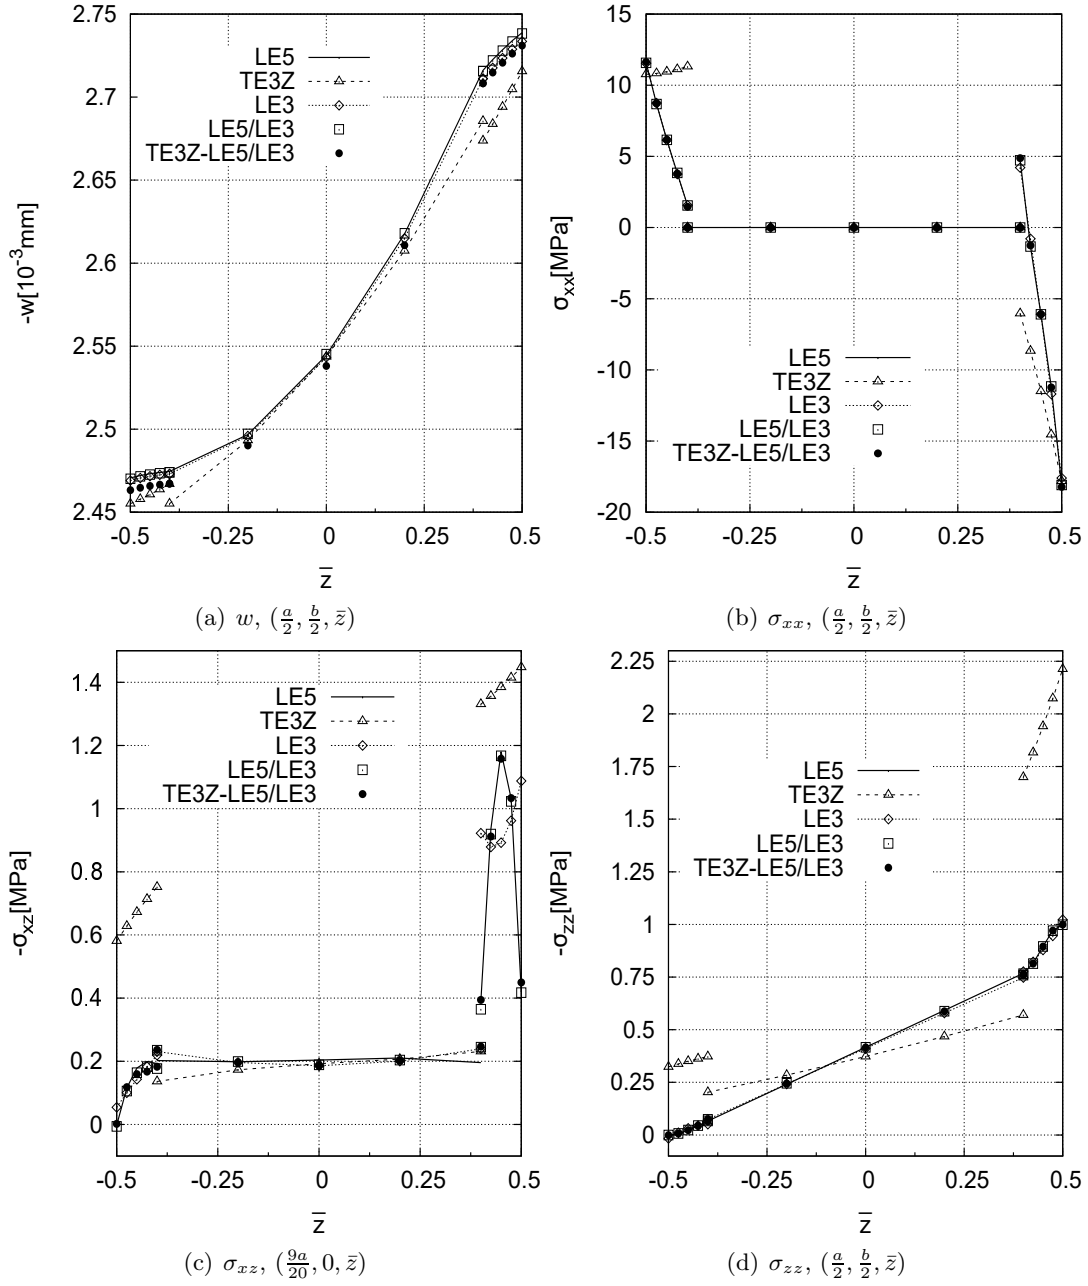 2.75
2.7
2.65
2.6
2.55
2.5
2.45
-w[10⁻³mm]
LE5
TE3Z
LE3
LE5/LE3
TE3Z-LE5/LE3
-0.5 -0.25 0 0.25 0.5
z̅
(a) w, (a/2, b/2, z̄)
15
10
5
0
-5
-10
-15
-20
σxx[MPa]
LE5
TE3Z
LE3
LE5/LE3
TE3Z-LE5/LE3
-0.5 -0.25 0 0.25 0.5
z̅
(b) σxx, (a/2, b/2, z̄)
1.4
1.2
1
0.8
0.6
0.4
0.2
0
-σxz[MPa]
LE5
TE3Z
LE3
LE5/LE3
TE3Z-LE5/LE3
-0.5 -0.25 0 0.25 0.5
z̅
(c) σxz, (9a/20, 0, z̄)
2.25
2
1.75
1.5
1.25
1
0.75
0.5
0.25
0
-σzz[MPa]
LE5
TE3Z
LE3
LE5/LE3
TE3Z-LE5/LE3
-0.5 -0.25 0 0.25 0.5
z̅
(d) σzz, (a/2, b/2, z̄)